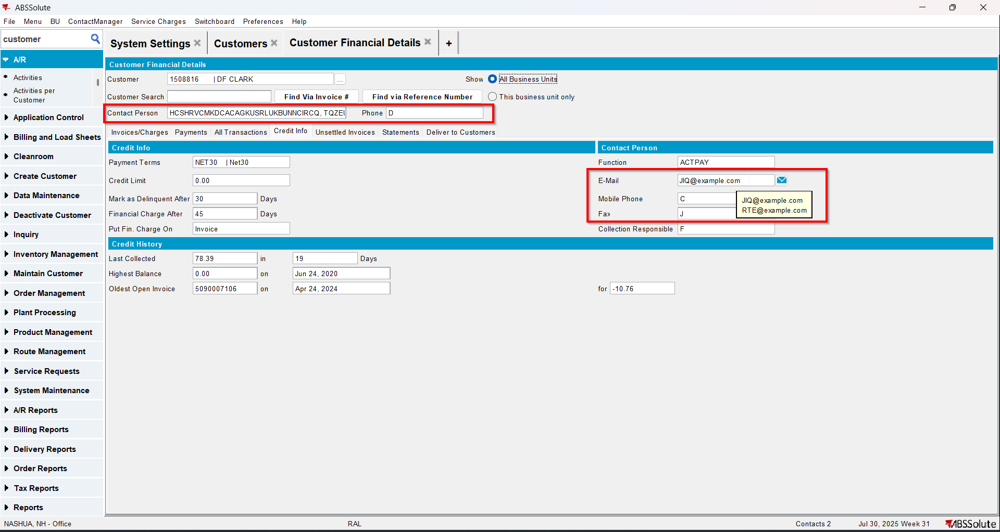 ABSSolute
File Menu BU ContactManager Service Charges Switchboard Preferences Help
customer
System Settings Customers Customer Financial Details +
A/R
Activities
Activities per
Customer
Application Control
Billing and Load Sheets
Cleanroom
Create Customer
Data Maintenance
Deactivate Customer
Inquiry
Inventory Management
Maintain Customer
Order Management
Plant Processing
Product Management
Route Management
Service Requests
System Maintenance
A/R Reports
Billing Reports
Delivery Reports
Order Reports
Tax Reports
Reports
Customer Financial Details
Customer 1508816 | DF CLARK ... Show All Business Units
Customer Search Find Via Invoice # Find via Reference Number This business unit only
Contact Person HCSHRVCMKDCACAGKUSRLUKBUNNCIRCQ, TQZEU Phone D
Invoices/Charges Payments All Transactions Credit Info Unsettled Invoices Statements Deliver to Customers
Credit Info
Payment Terms NET30 | Net30
Credit Limit 0.00
Mark as Delinquent After 30 Days
Financial Charge After 45 Days
Put Fin. Charge On Invoice
Contact Person
Function ACTPAY
E-Mail JIQ@example.com
Mobile Phone C
Fax J
JIQ@example.com
RTE@example.com
Collection Responsible F
Credit History
Last Collected 78.39 in 19 Days
Highest Balance 0.00 on Jun 24, 2020
Oldest Open Invoice 5090007106 on Apr 24, 2024 for -10.76
NASHUA, NH - Office RAL Contacts 2 Jul 30, 2025 Week 31 ABSSolute